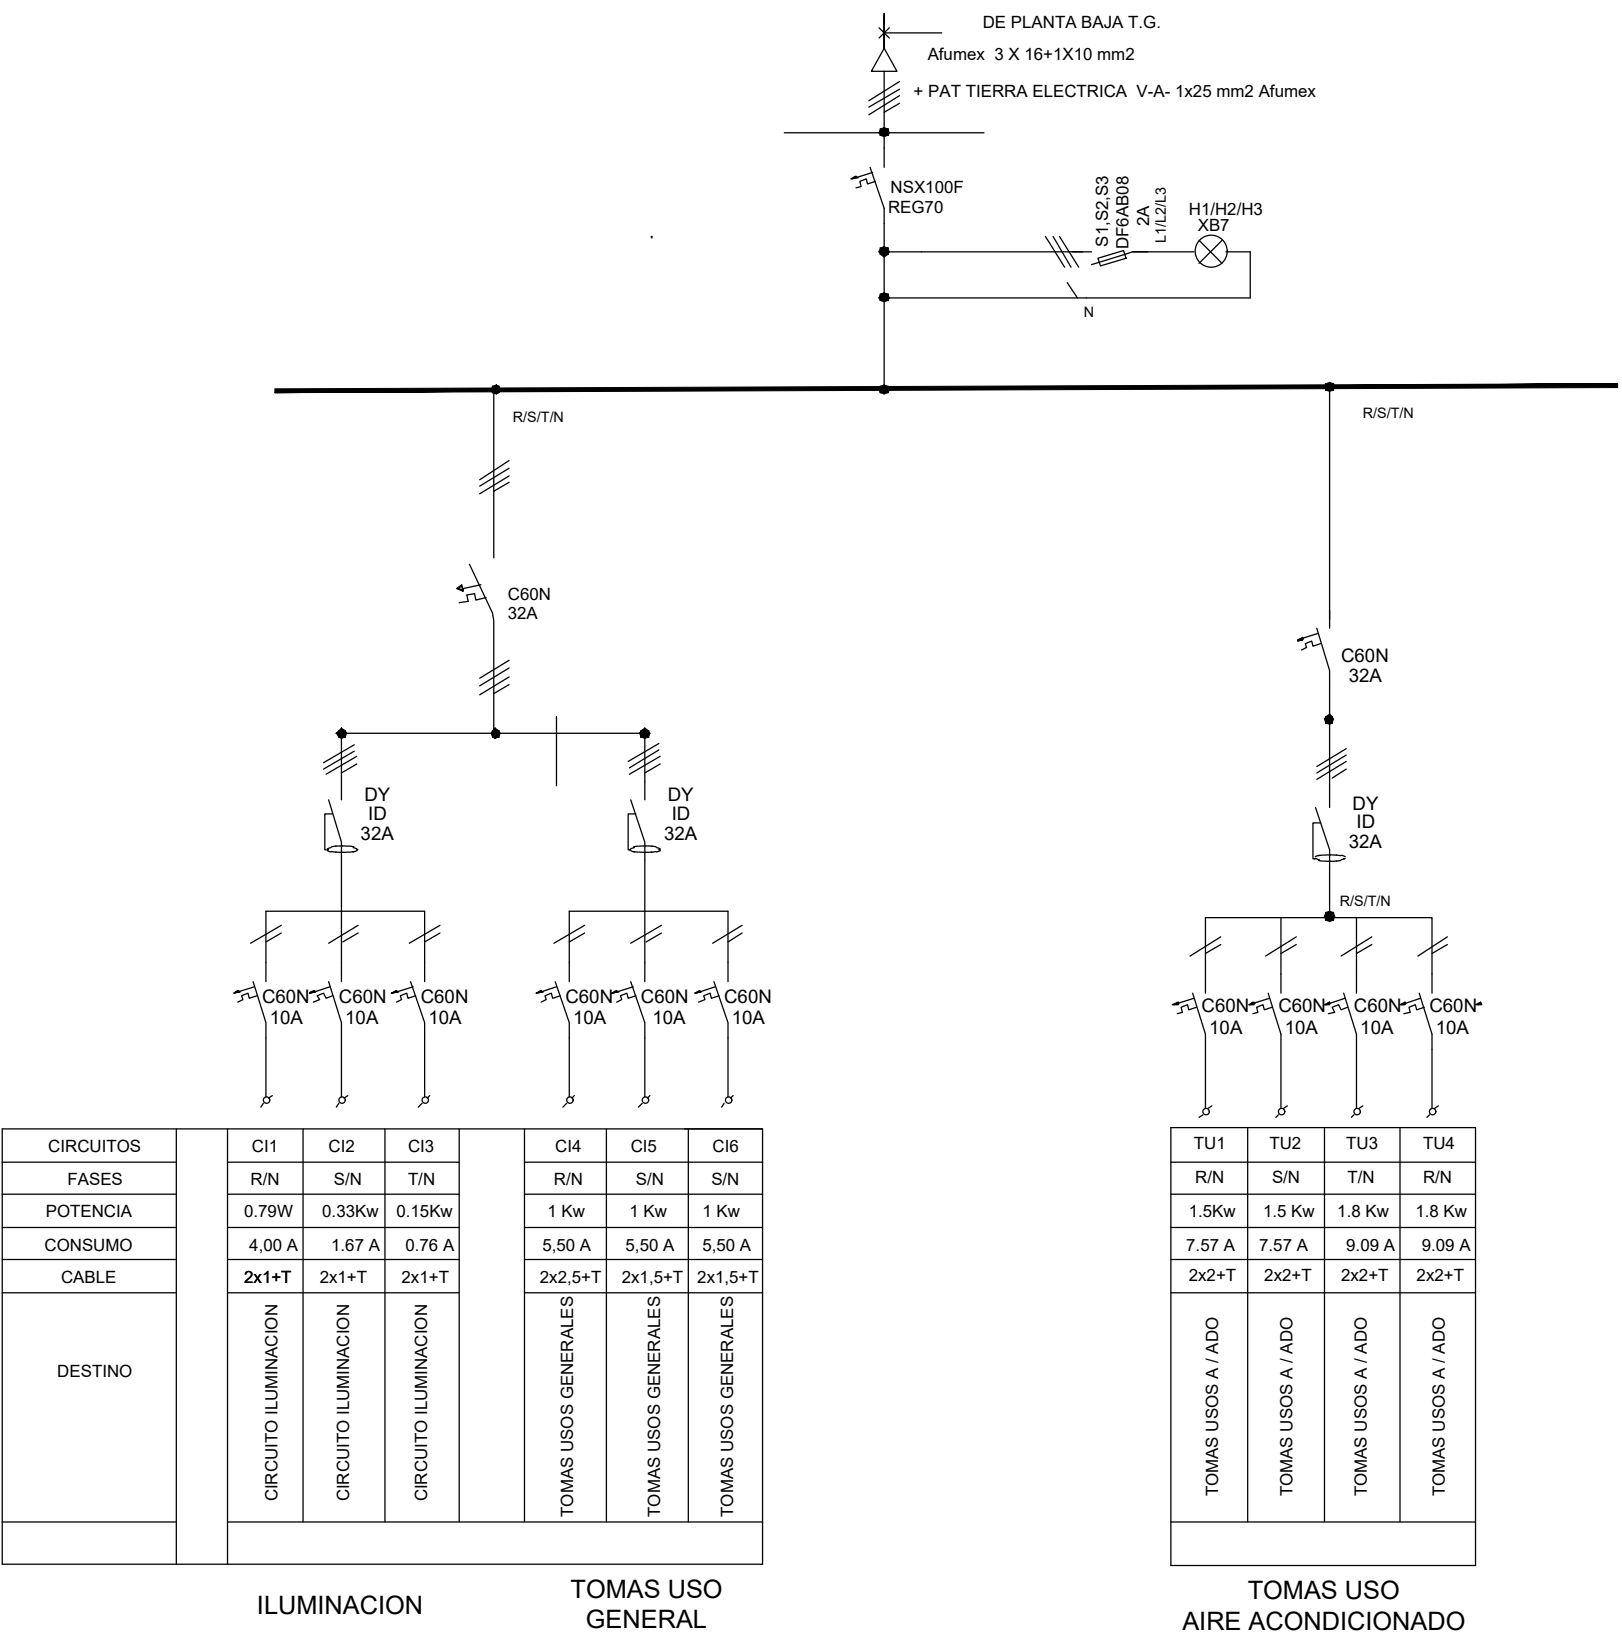 DE PLANTA BAJA T.G.
Afumex 3 X 16+1X10 mm2
+ PAT TIERRA ELECTRICA V-A- 1x25 mm2 Afumex
NSX100F
REG70
S1,S2,S3
DF6AB08
2A
L1/L2/L3
H1/H2/H3
XB7
N
R/S/T/N
R/S/T/N
C60N
32A
C60N
32A
DY
ID
32A
DY
ID
32A
DY
ID
32A
R/S/T/N
C60N
10A
C60N
10A
C60N
10A
C60N
10A
C60N
10A
C60N
10A
C60N
10A
C60N
10A
C60N
10A
C60N
10A
CIRCUITOS CI1 CI2 CI3 CI4 CI5 CI6 TU1 TU2 TU3 TU4
FASES R/N S/N T/N R/N S/N S/N R/N S/N T/N R/N
POTENCIA 0.79W 0.33Kw 0.15Kw 1 Kw 1 Kw 1 Kw 1.5Kw 1.5 Kw 1.8 Kw 1.8 Kw
CONSUMO 4,00 A 1.67 A 0.76 A 5,50 A 5,50 A 5,50 A 7.57 A 7.57 A 9.09 A 9.09 A
CABLE 2x1+T 2x1+T 2x1+T 2x2,5+T 2x1,5+T 2x1,5+T 2x2+T 2x2+T 2x2+T 2x2+T
DESTINO
CIRCUITO ILUMINACION
CIRCUITO ILUMINACION
CIRCUITO ILUMINACION
TOMAS USOS GENERALES
TOMAS USOS GENERALES
TOMAS USOS GENERALES
TOMAS USOS A / ADO
TOMAS USOS A / ADO
TOMAS USOS A / ADO
TOMAS USOS A / ADO
ILUMINACION
TOMAS USO
GENERAL
TOMAS USO
AIRE ACONDICIONADO